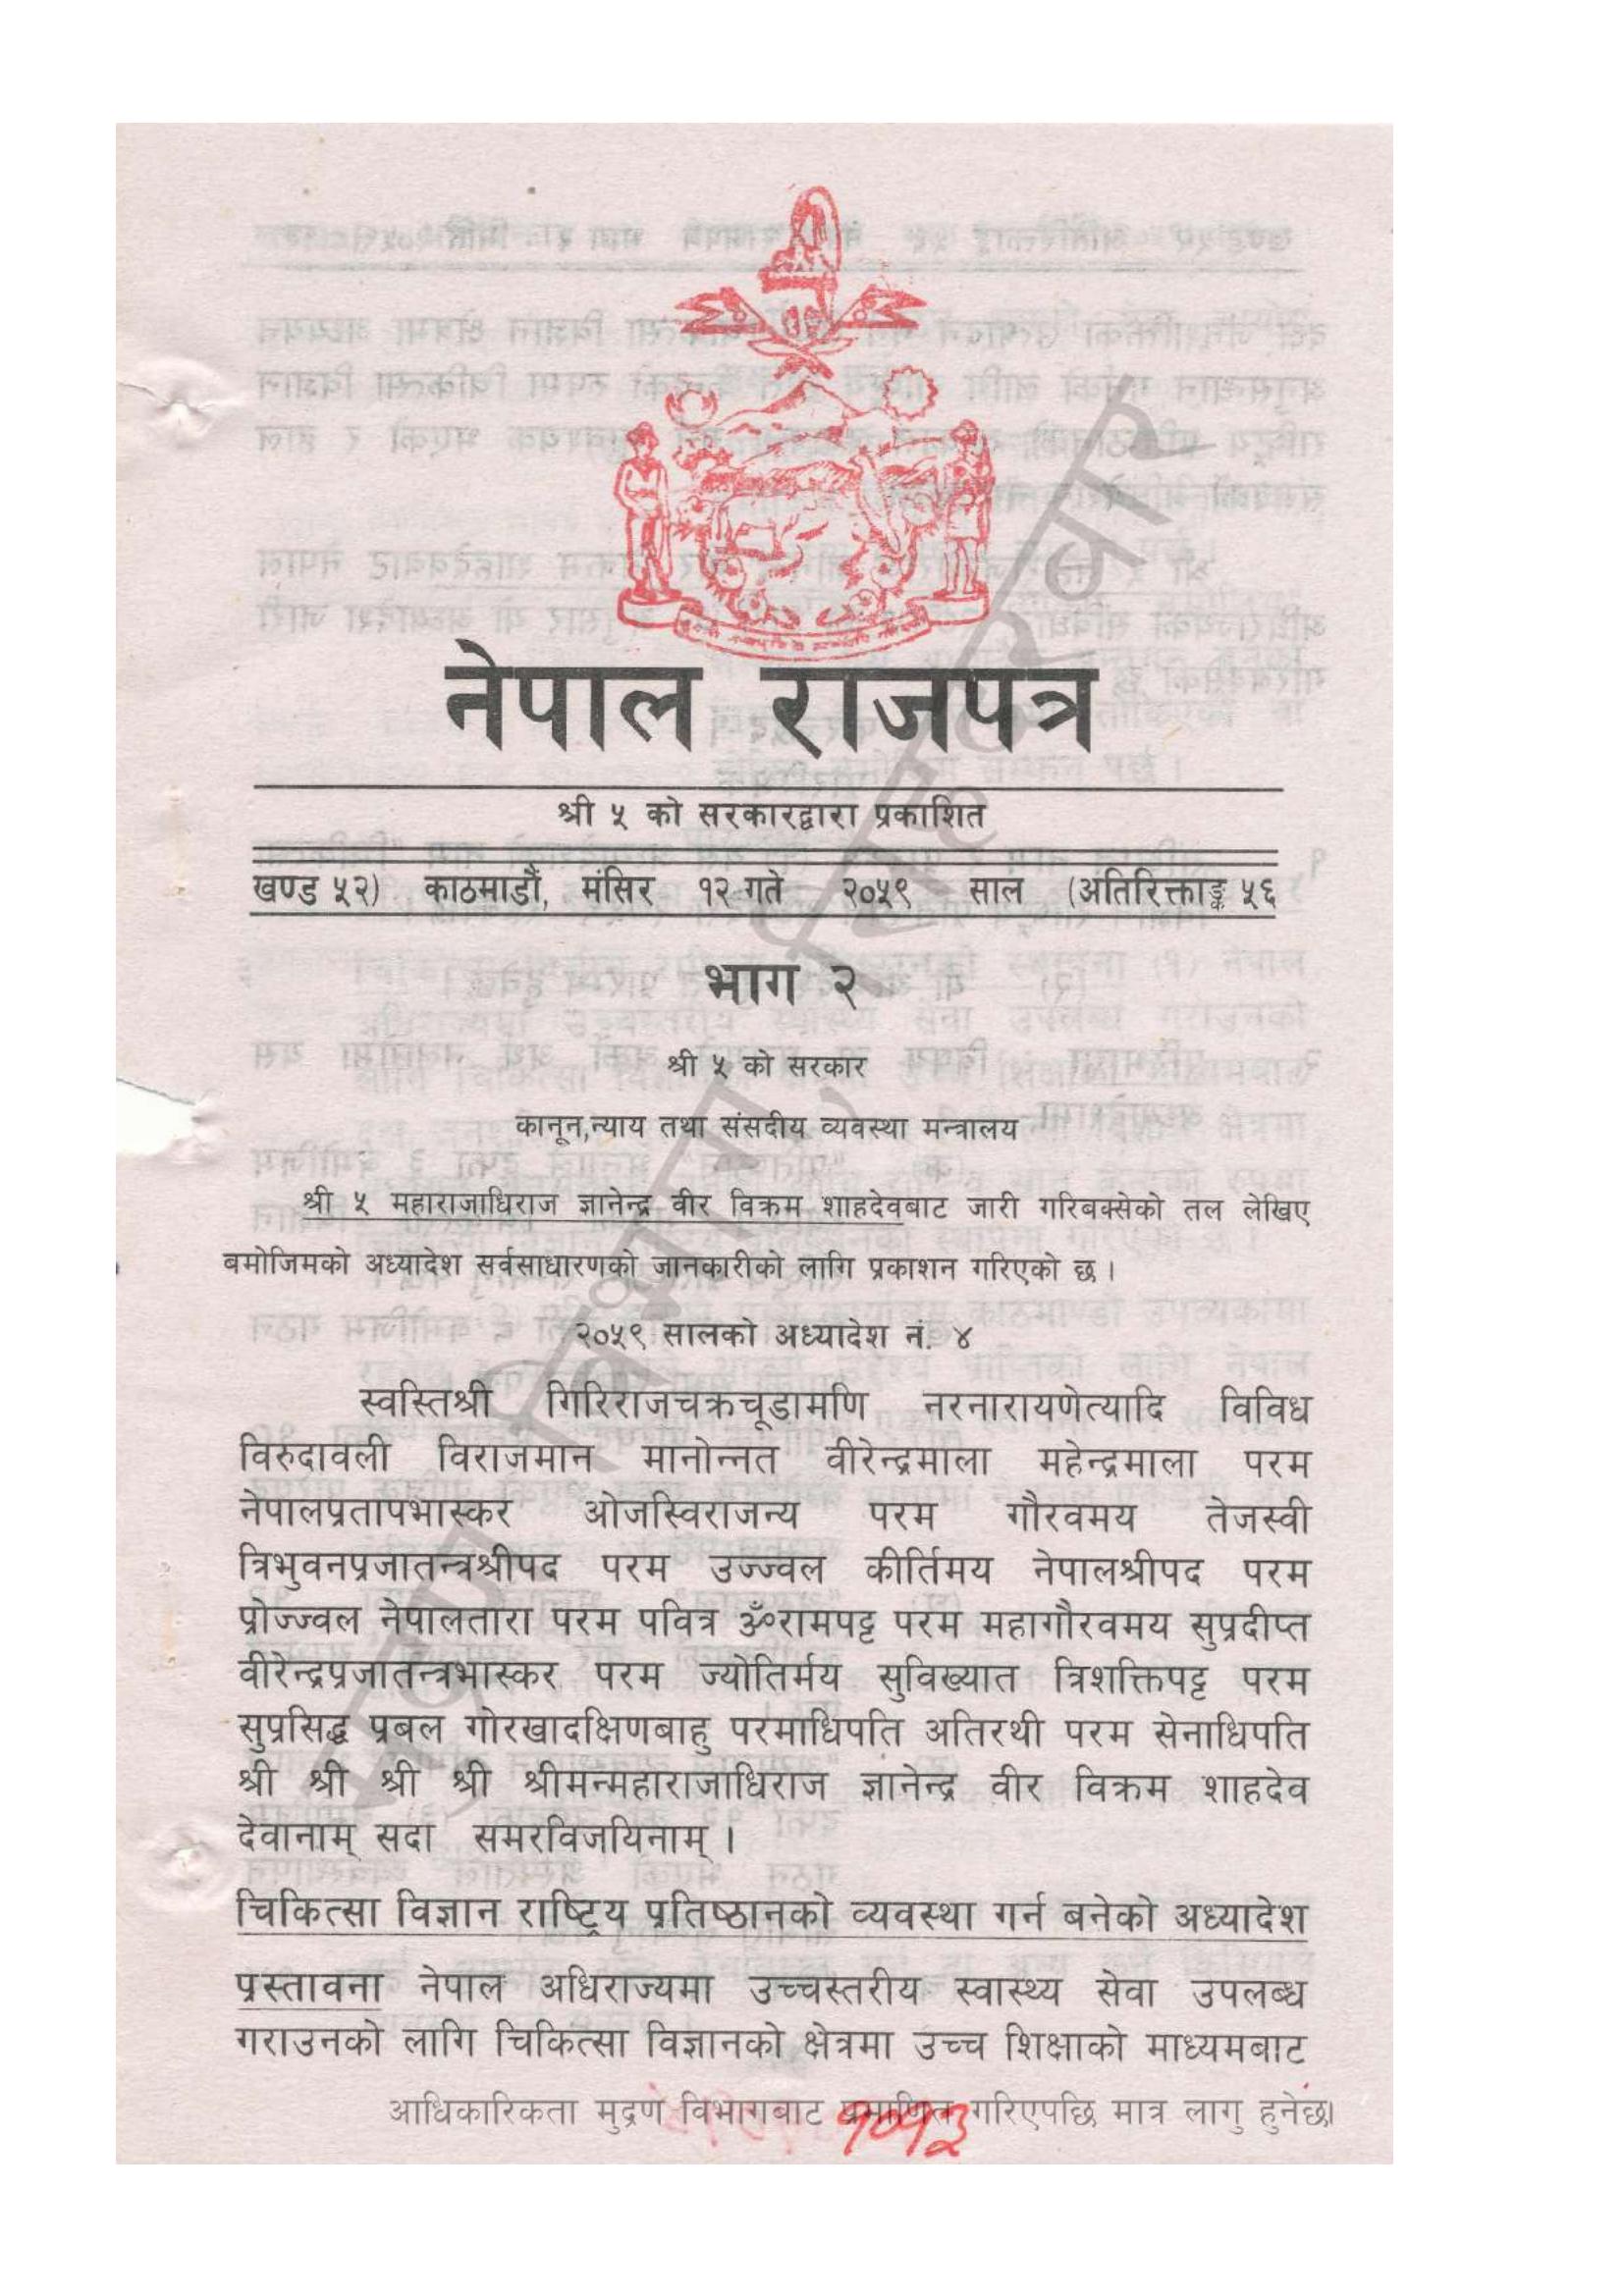 नेपाल राजपत्र
श्री ५ को सरकारद्वारा प्रकाशित
खण्ड ५२) काठमाडौं, मंसिर १२ गते २०५९ साल (अतिरिक्ताङ्क ५६
भाग २
श्री ५ को सरकार
कानून,न्याय तथा संसदीय व्यवस्था मन्त्रालय
श्री ५ महाराजाधिराज ज्ञानेन्द्र वीर विक्रम शाहदेवबाट जारी गरिबक्सेको तल लेखिए
बमोजिमको अध्यादेश सर्वसाधारणको जानकारीको लागि प्रकाशन गरिएको छ ।
२०५९ सालको अध्यादेश नं. ४
स्वस्तिश्री गिरिराजचक्रचूडामणि नरनारायणेत्यादि विविध
विरुदावली विराजमान मानोन्नत वीरेन्द्रमाला महेन्द्रमाला परम
नेपालप्रतापभास्कर ओजस्विराजन्य परम गौरवमय तेजस्वी
त्रिभुवनप्रजातन्त्रश्रीपद परम उज्ज्वल कीर्तिमय नेपालश्रीपद परम
प्रोज्ज्वल नेपालतारा परम पवित्र ॐरामपट्ट परम महागौरवमय सुप्रदीप्त
वीरेन्द्रप्रजातन्त्रभास्कर परम ज्योतिर्मय सुविख्यात त्रिशक्तिपट्ट परम
सुप्रसिद्ध प्रबल गोरखादक्षिणबाहु परमाधिपति अतिरथी परम सेनाधिपति
श्री श्री श्री श्री श्रीमन्महाराजाधिराज ज्ञानेन्द्र वीर विक्रम शाहदेव
देवानाम् सदा समरविजयिनाम् ।
चिकित्सा विज्ञान राष्ट्रिय प्रतिष्ठानको व्यवस्था गर्न बनेको अध्यादेश
प्रस्तावना नेपाल अधिराज्यमा उच्चस्तरीय स्वास्थ्य सेवा उपलब्ध
गराउनको लागि चिकित्सा विज्ञानको क्षेत्रमा उच्च शिक्षाको माध्यमबाट
आधिकारिकता मुद्रण विभागबाट प्रमाणित गरिएपछि मात्र लागु हुनेछ।
१०१३
मुद्रण विभाग, सिंहदरबार